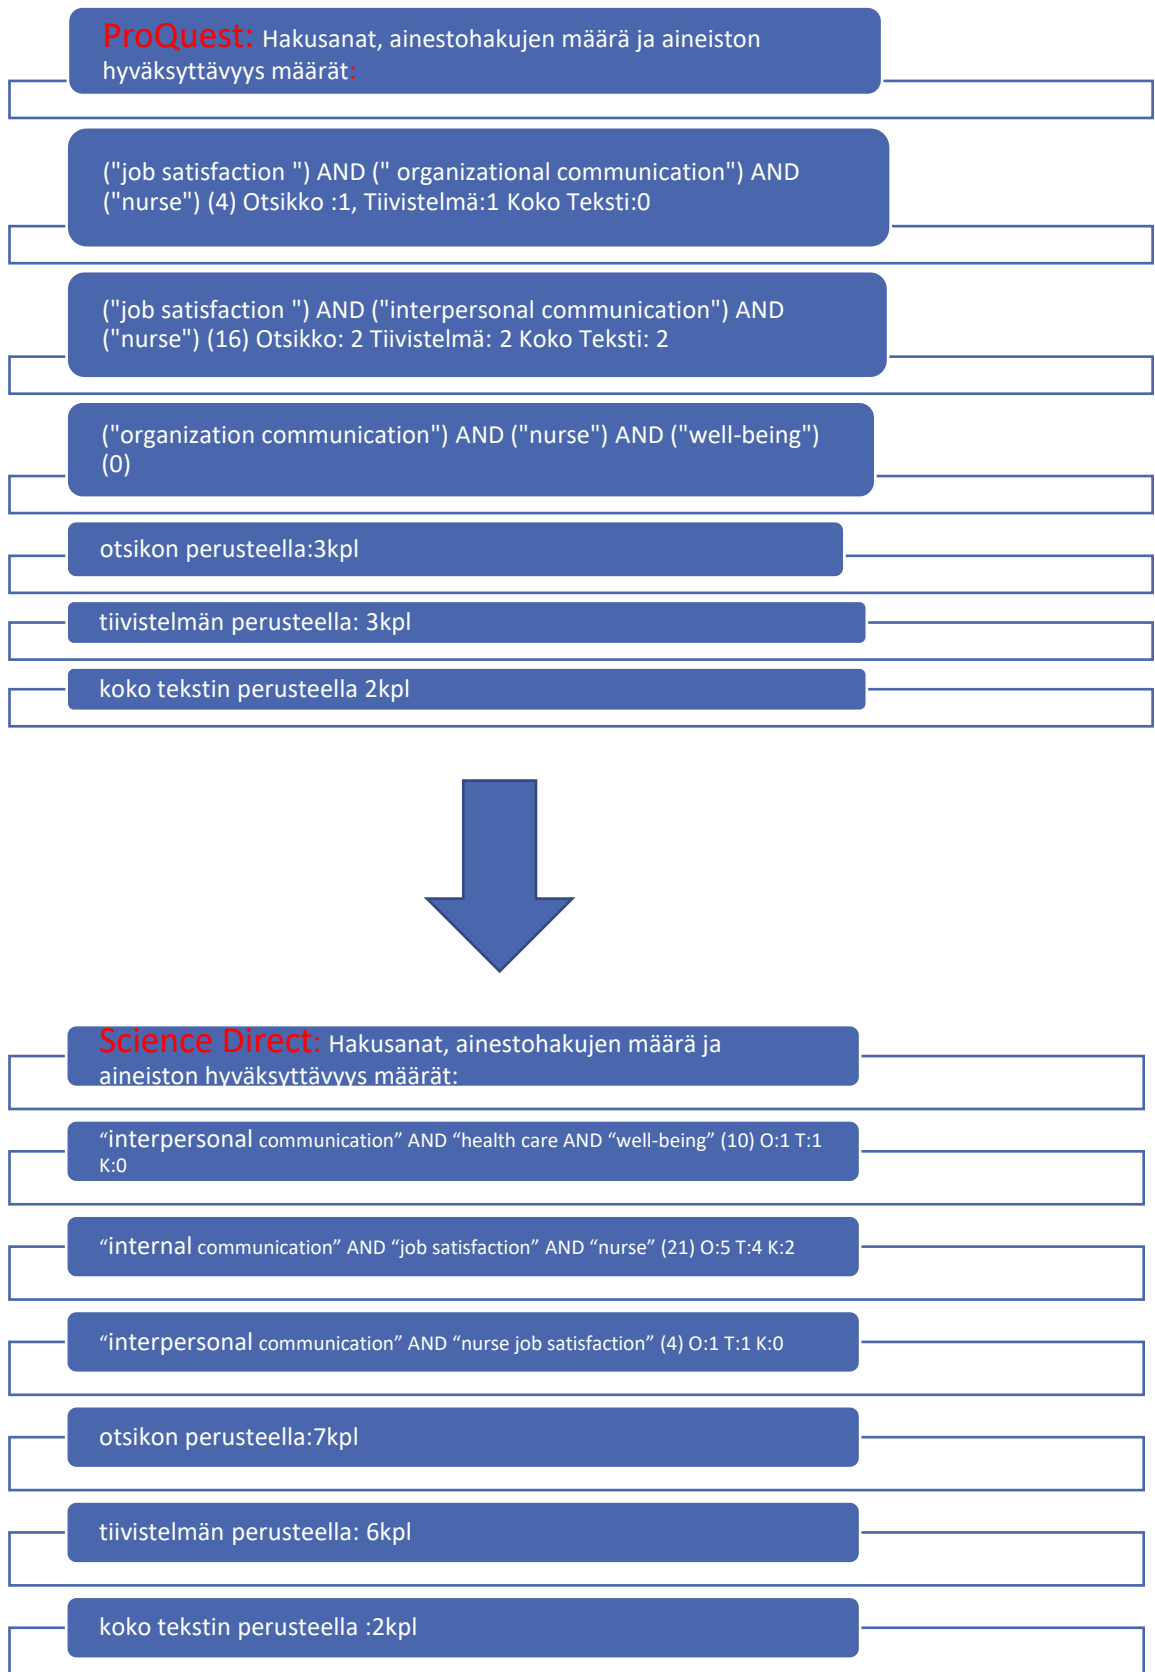 ProQuest: Hakusanat, ainestohakujen määrä ja aineiston
hyväksyttävyys määrät:
("job satisfaction ") AND (" organizational communication") AND
("nurse") (4) Otsikko :1, Tiivistelmä:1 Koko Teksti:0
("job satisfaction ") AND ("interpersonal communication") AND
("nurse") (16) Otsikko: 2 Tiivistelmä: 2 Koko Teksti: 2
("organization communication") AND ("nurse") AND ("well-being")
(0)
otsikon perusteella:3kpl
tiivistelmän perusteella: 3kpl
koko tekstin perusteella 2kpl
Science Direct: Hakusanat, ainestohakujen määrä ja
aineiston hyväksyttävyys määrät:
“interpersonal communication” AND “health care AND “well-being” (10) O:1 T:1
K:0
“internal communication” AND “job satisfaction” AND “nurse” (21) O:5 T:4 K:2
“interpersonal communication” AND “nurse job satisfaction” (4) O:1 T:1 K:0
otsikon perusteella:7kpl
tiivistelmän perusteella: 6kpl
koko tekstin perusteella :2kpl